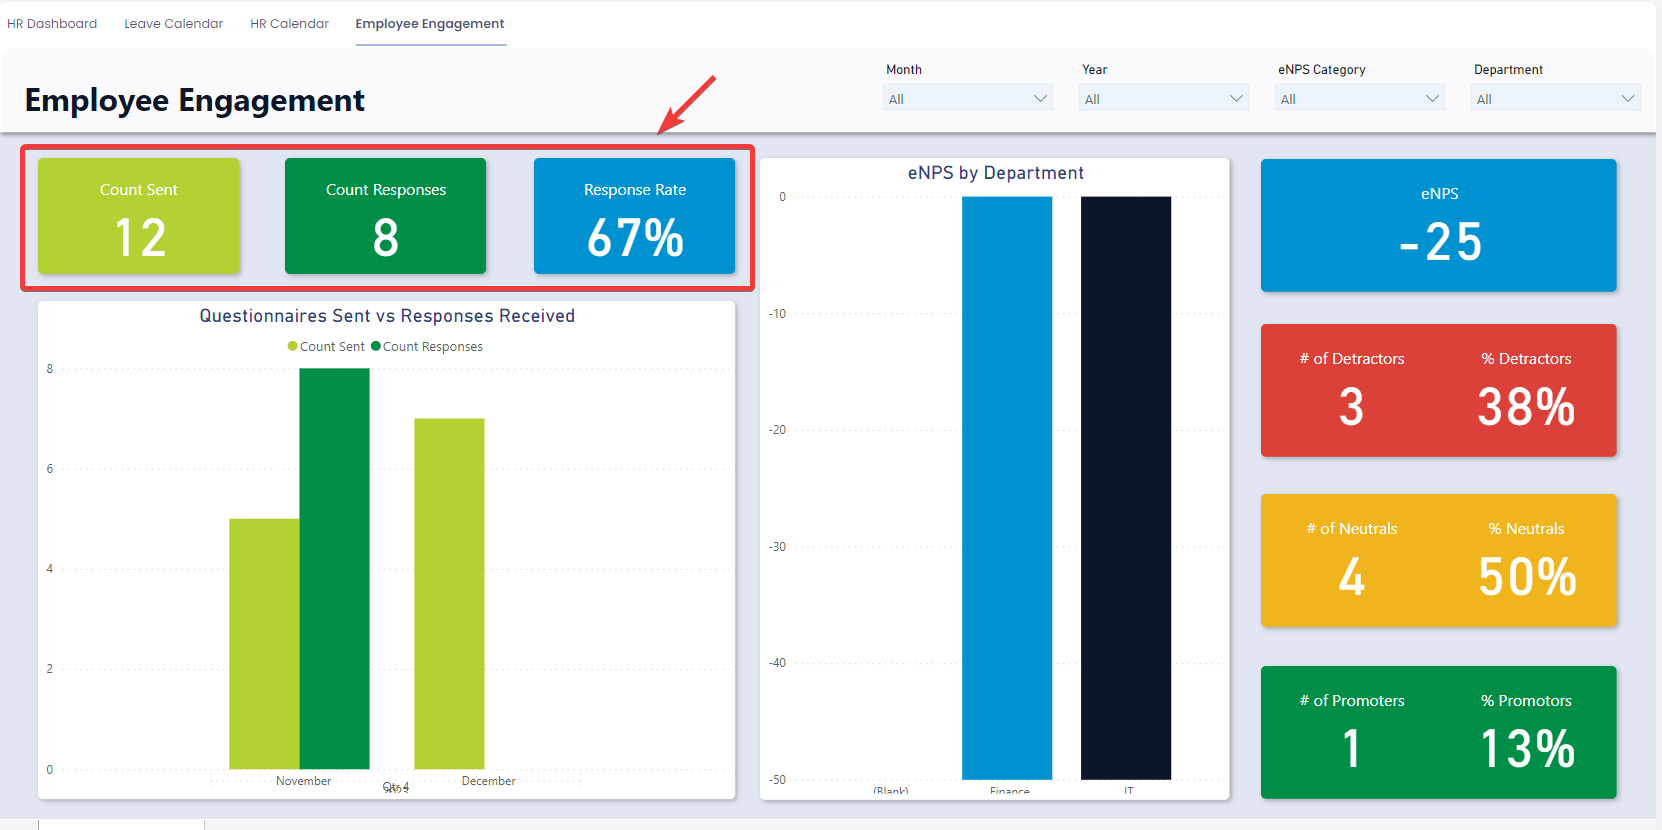 HR Dashboard Leave Calendar HR Calendar Employee Engagement
Employee Engagement
Month Year eNPS Category Department
All All All All
Count Sent
12
Count Responses
8
Response Rate
67%
Questionnaires Sent vs Responses Received
Count Sent Count Responses
8
6
4
2
0
November December
Qtr 4
eNPS by Department
0
-10
-20
-30
-40
-50
(Blank) Finance IT
eNPS
-25
# of Detractors % Detractors
3 38%
# of Neutrals % Neutrals
4 50%
# of Promoters % Promotors
1 13%